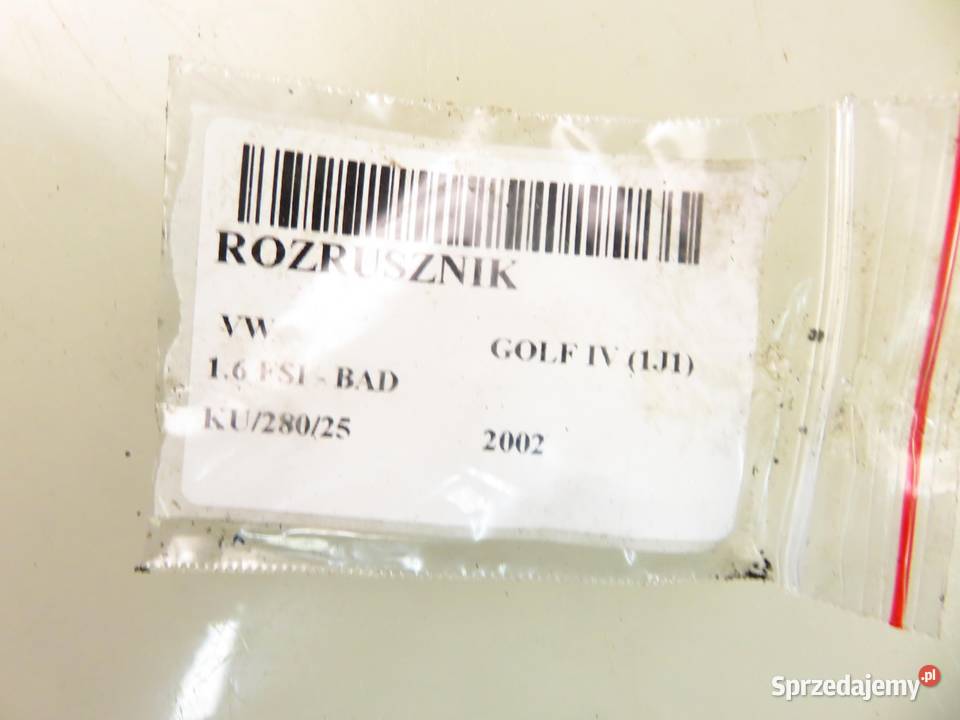 ROZRUSZNIK
VW
GOLF IV (1J1)
1.6 FSI - BAD
KU/280/25
2002
Sprzedajemy.pl